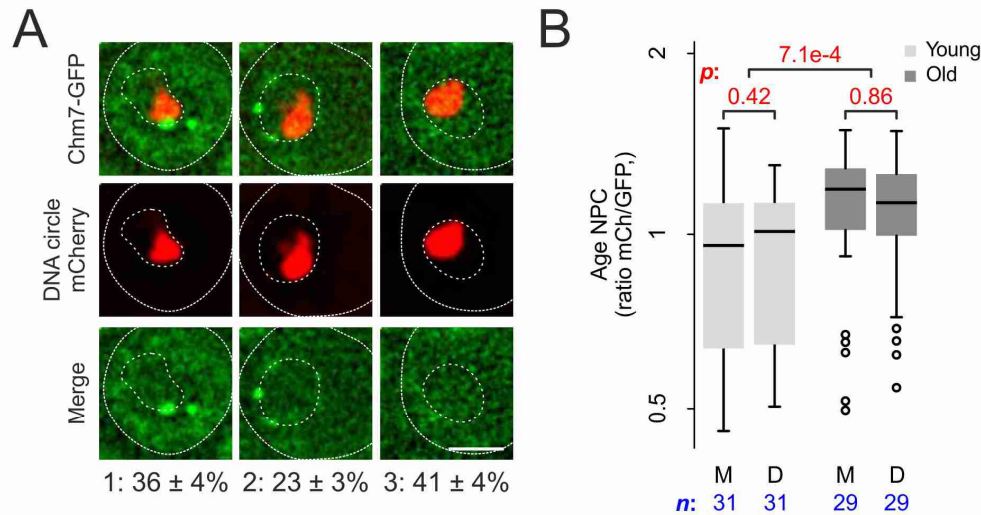 A
Chm7-GFP
DNA circle
mCherry
Merge
1: 36 ± 4%
2: 23 ± 3%
3: 41 ± 4%
B
Young
Old
p:
7.1e-4
0.42
0.86
Age NPC
(ratio mCh/GFP,)
2
1
0.5
M D M D
n: 31 31 29 29